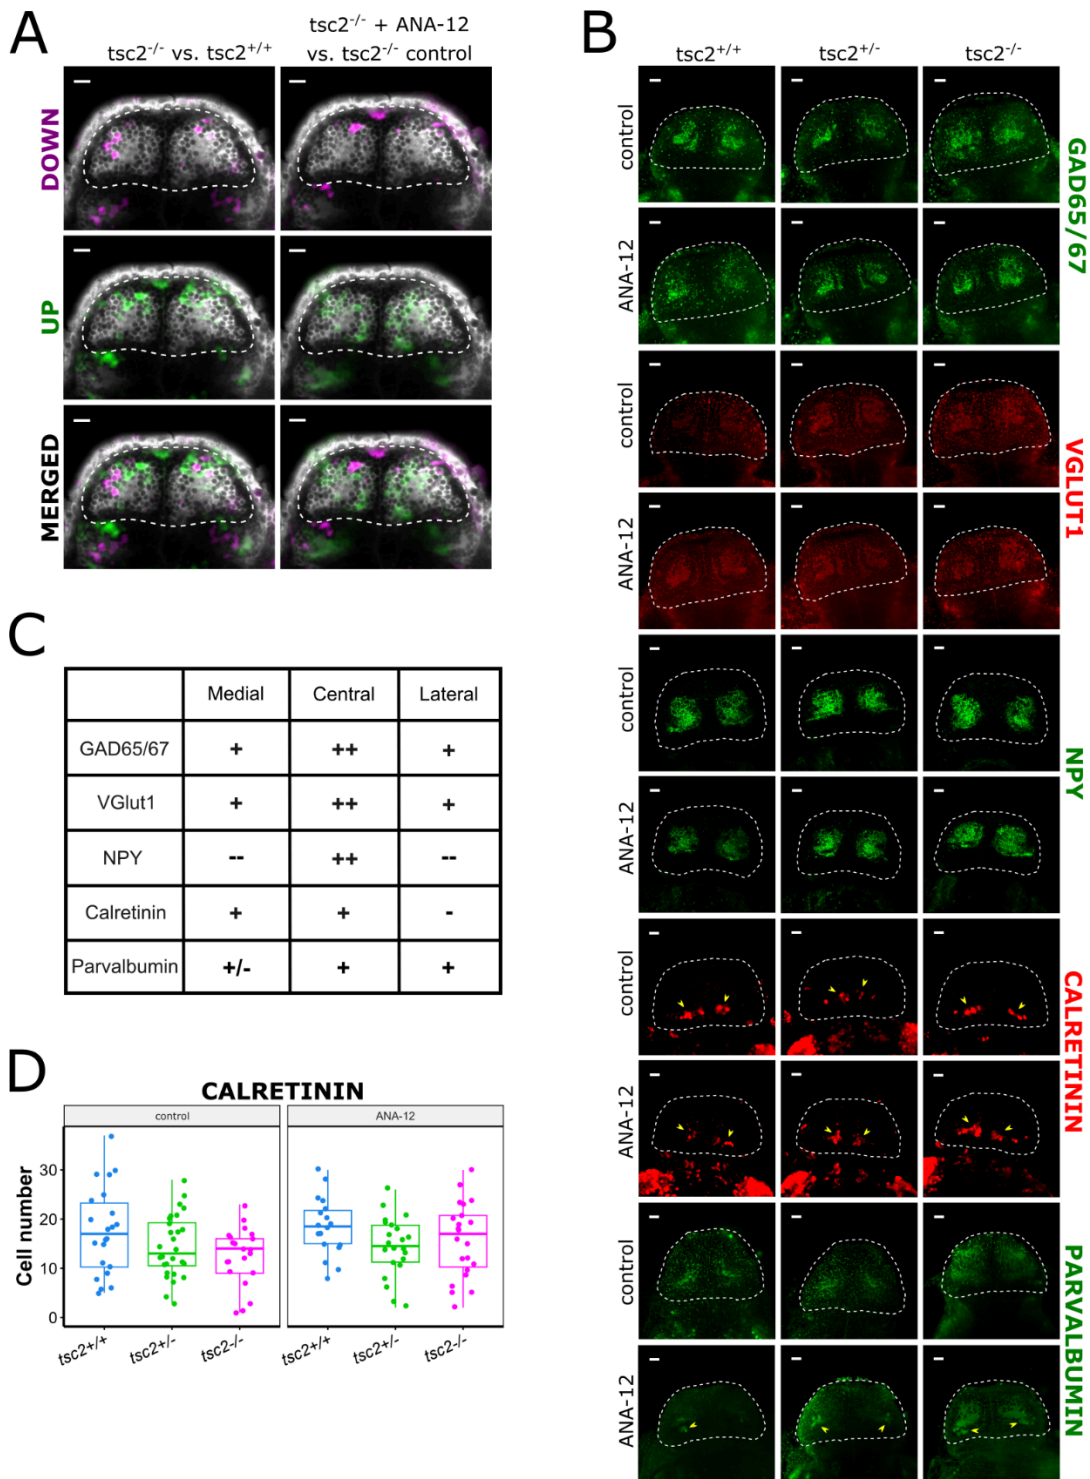 A
tsc2-/- vs. tsc2+/+
tsc2-/- + ANA-12
vs. tsc2-/- control
DOWN
UP
MERGED
B
tsc2+/+ tsc2+/- tsc2-/-
control
ANA-12
GAD65/67
control
ANA-12
VGLUT1
control
ANA-12
NPY
control
ANA-12
CALRETININ
control
ANA-12
PARVALBUMIN
C
Medial Central Lateral
GAD65/67 + ++ +
VGlut1 + ++ +
NPY -- ++ --
Calretinin + + -
Parvalbumin +/- + +
D
CALRETININ
control ANA-12
Cell number
30
20
10
0
tsc2+/+ tsc2+/- tsc2-/- tsc2+/+ tsc2+/- tsc2-/-